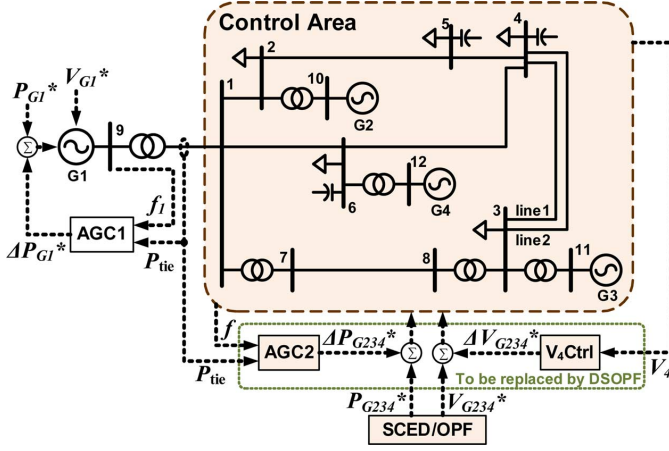 Control Area
5
4
2
1
10
G2
P_G1*
V_G1*
9
Σ
G1
12
G4
6
f_1
AGC1
ΔP_G1*
P_tie
3
line1
line2
7
8
11
G3
f
AGC2
ΔP_G234*
Σ
Σ
ΔV_G234*
V_4Ctrl
V_4
P_tie
To be replaced by DSOPF
P_G234*
V_G234*
SCED/OPF